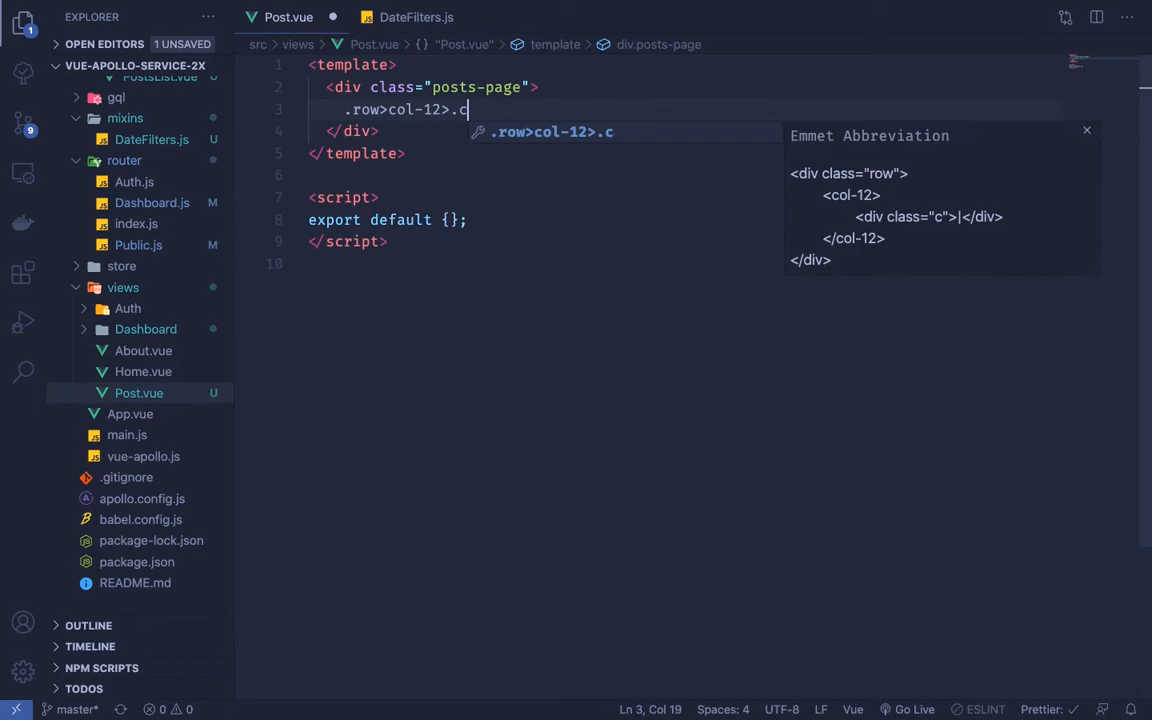 EXPLORER
Post.vue
DateFilters.js
OPEN EDITORS 1 UNSAVED
src views Post.vue {} "Post.vue" template div.posts-page
VUE-APOLLO-SERVICE-2X
PostsList.vue U
gql
mixins
DateFilters.js U
router
Auth.js
Dashboard.js M
index.js
Public.js M
store
views
Auth
Dashboard
About.vue
Home.vue
Post.vue U
App.vue
main.js
vue-apollo.js
.gitignore
apollo.config.js
babel.config.js
package-lock.json
package.json
README.md
OUTLINE
TIMELINE
NPM SCRIPTS
TODOS
1 <template>
2 <div class="posts-page">
3 .row>col-12>.c
4 </div>
5 </template>
6
7 <script>
8 export default {};
9 </script>
10
.row>col-12>.c
Emmet Abbreviation
<div class="row">
<col-12>
<div class="c">|</div>
</col-12>
</div>
1
9
master* 0 0 Ln 3, Col 19 Spaces: 4 UTF-8 LF Vue Go Live ESLINT Prettier: